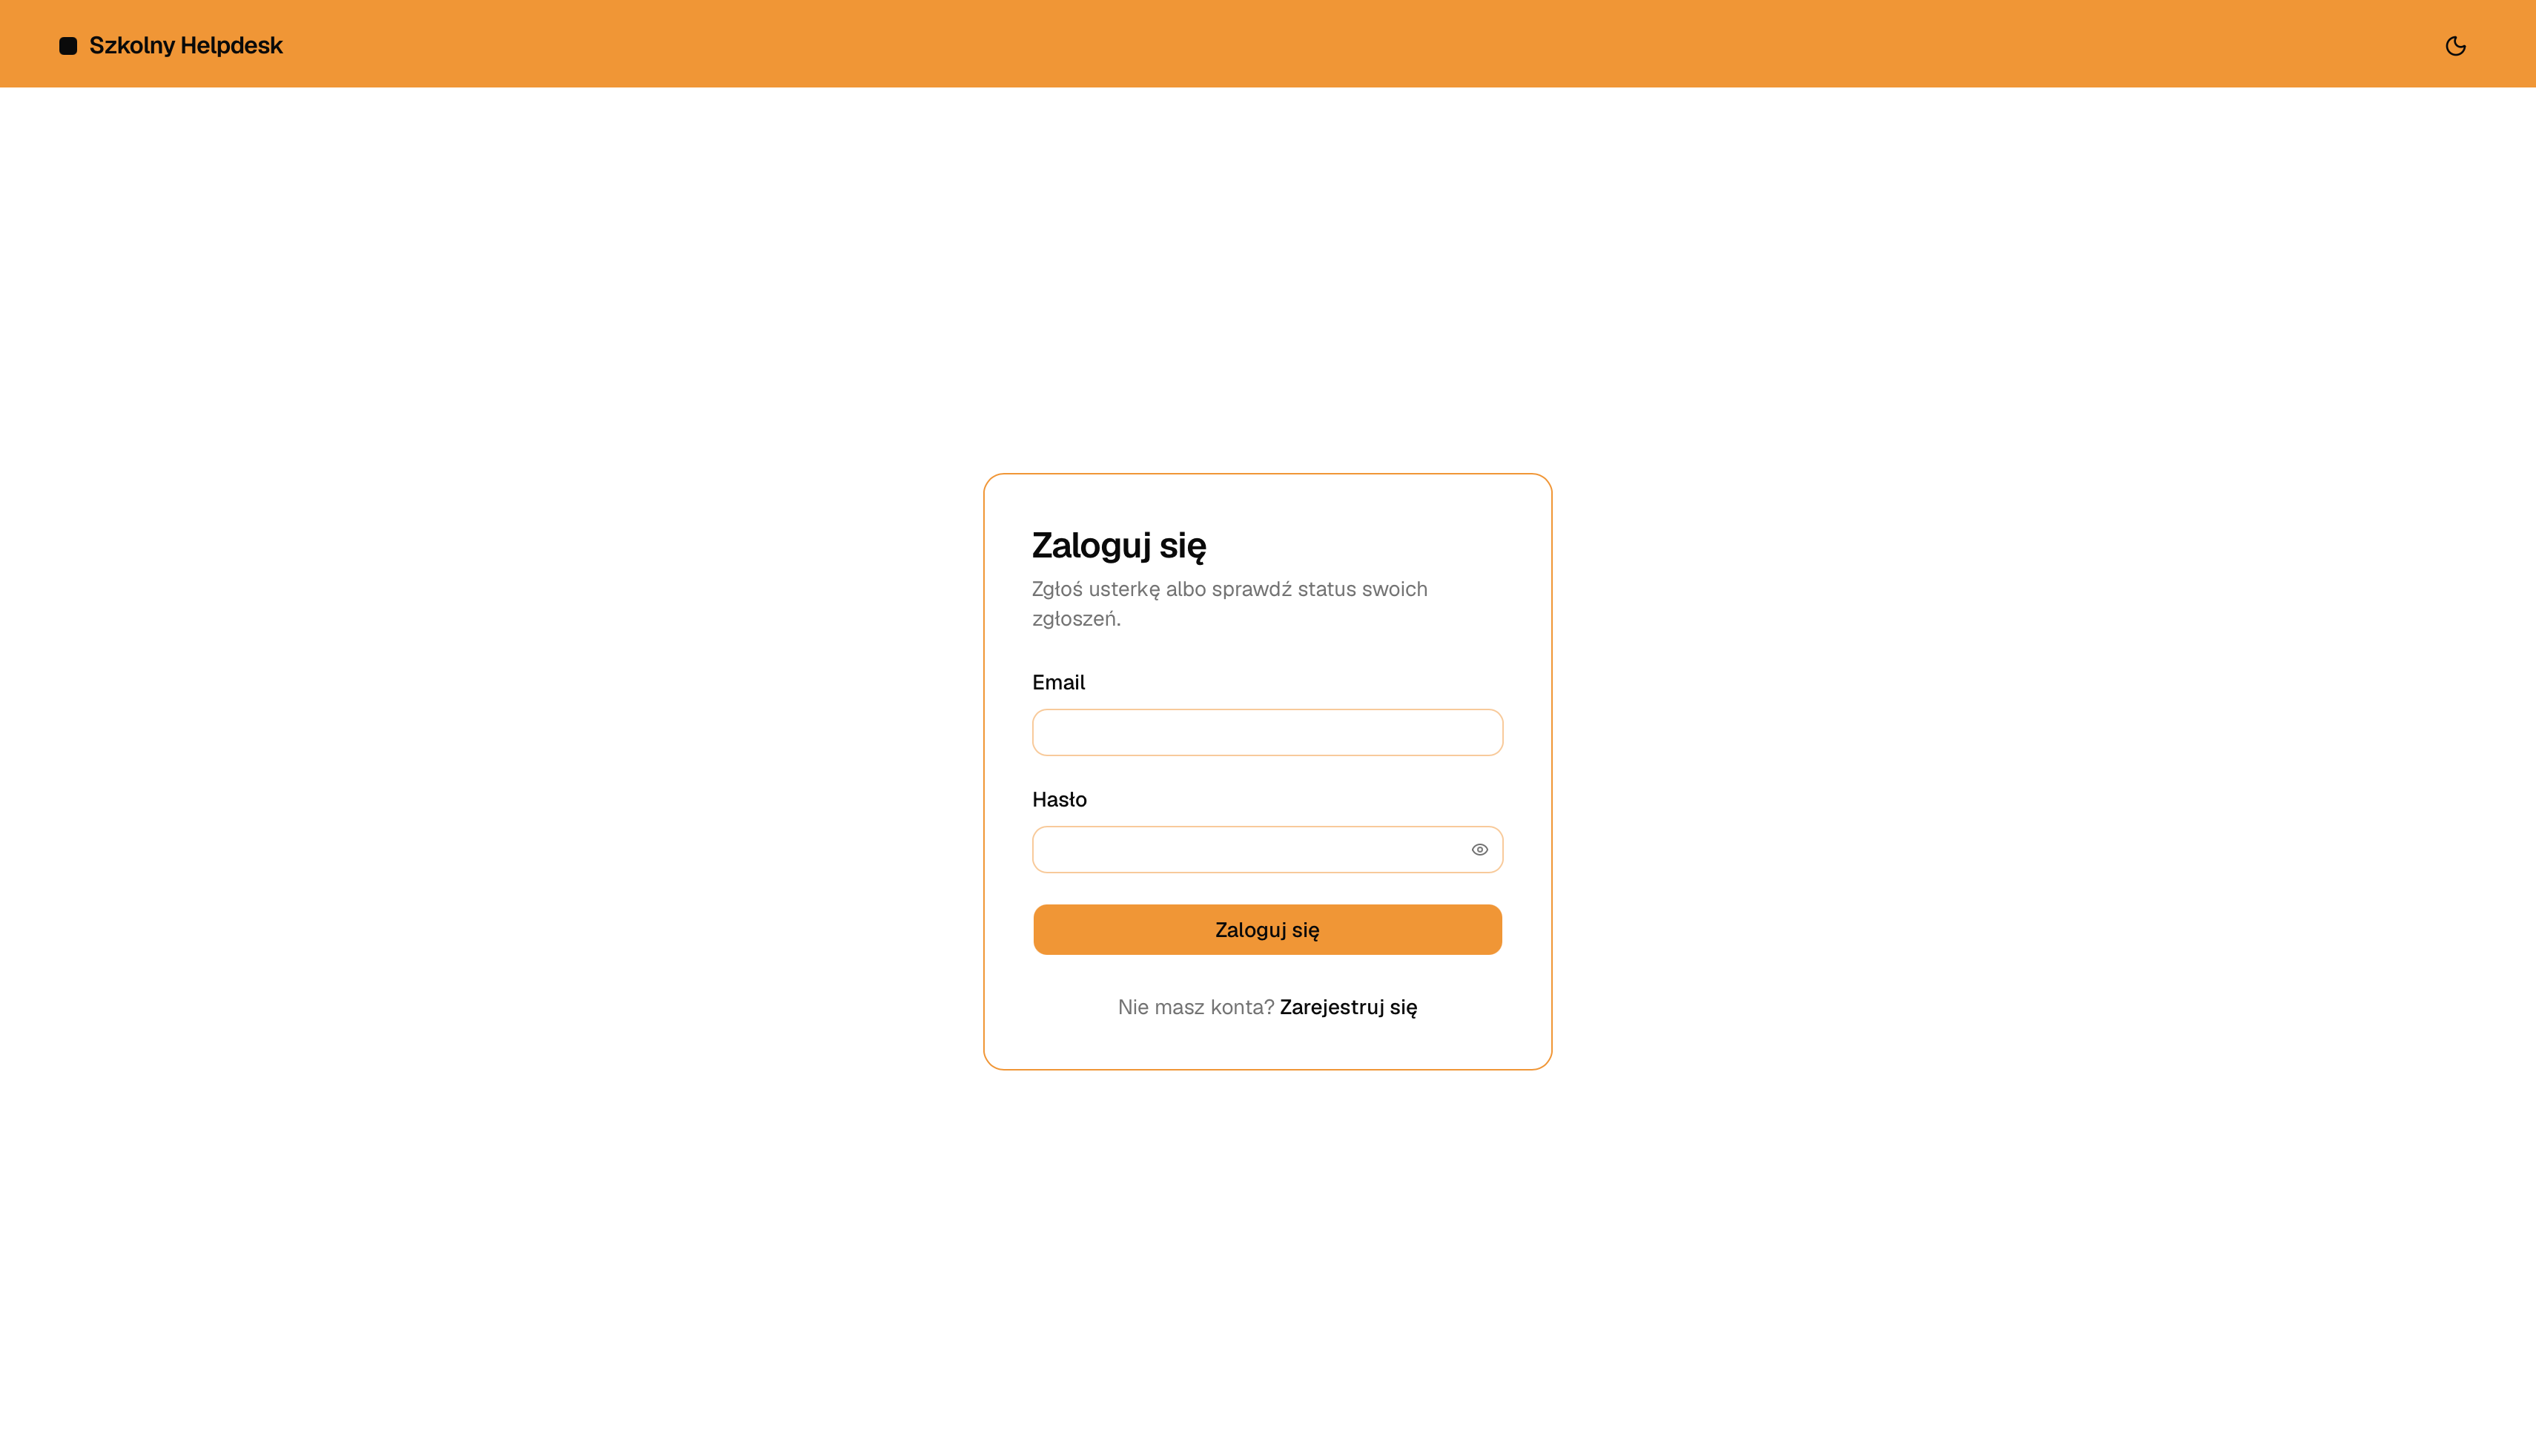 Szkolny Helpdesk
Zaloguj się
Zgłoś usterkę albo sprawdź status swoich
zgłoszeń.
Email
Hasło
Zaloguj się
Nie masz konta? Zarejestruj się